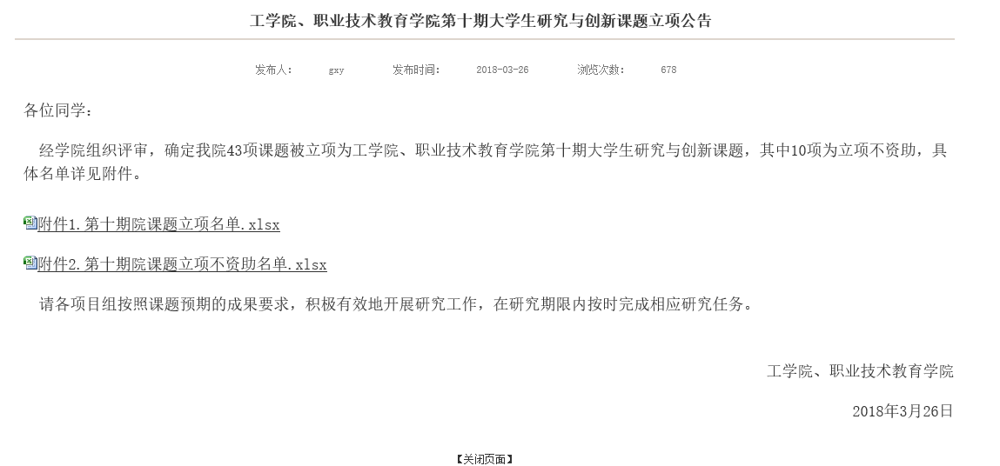 工学院、职业技术教育学院第十期大学生研究与创新课题立项公告
发布人： gxy 发布时间： 2018-03-26 浏览次数： 678
各位同学：
经学院组织评审，确定我院43项课题被立项为工学院、职业技术教育学院第十期大学生研究与创新课题，其中10项为立项不资助，具
体名单详见附件。
附件1.第十期院课题立项名单.xlsx
附件2.第十期院课题立项不资助名单.xlsx
请各项目组按照课题预期的成果要求，积极有效地开展研究工作，在研究期限内按时完成相应研究任务。
工学院、职业技术教育学院
2018年3月26日
【关闭页面】